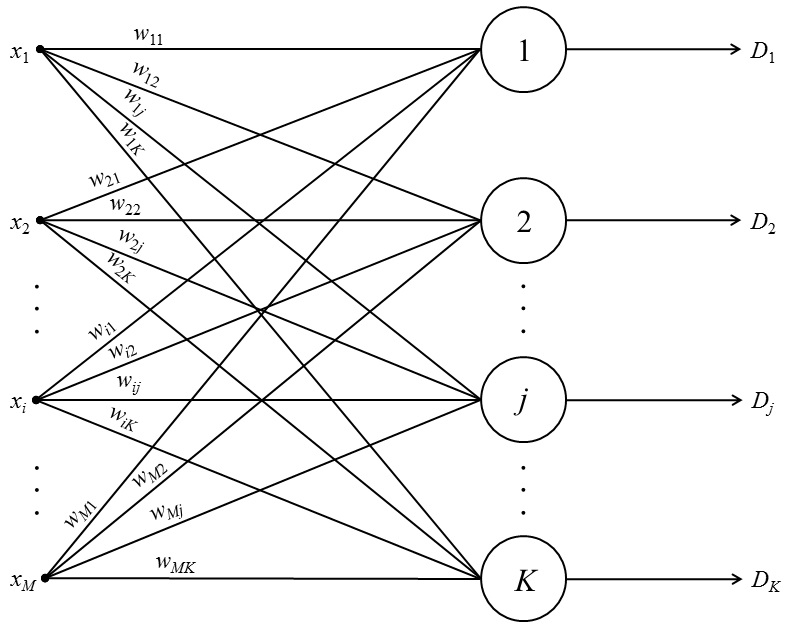 x₁ w₁₁ 1 D₁
w₁₂
w₁ⱼ
w₁K
w₂₁
x₂ w₂₂ 2 D₂
w₂ⱼ
w₂K
wᵢ₁
wᵢ₂
xᵢ wᵢⱼ j Dⱼ
wᵢK
wM₂
wM₁
wMⱼ
xM wMK K DK